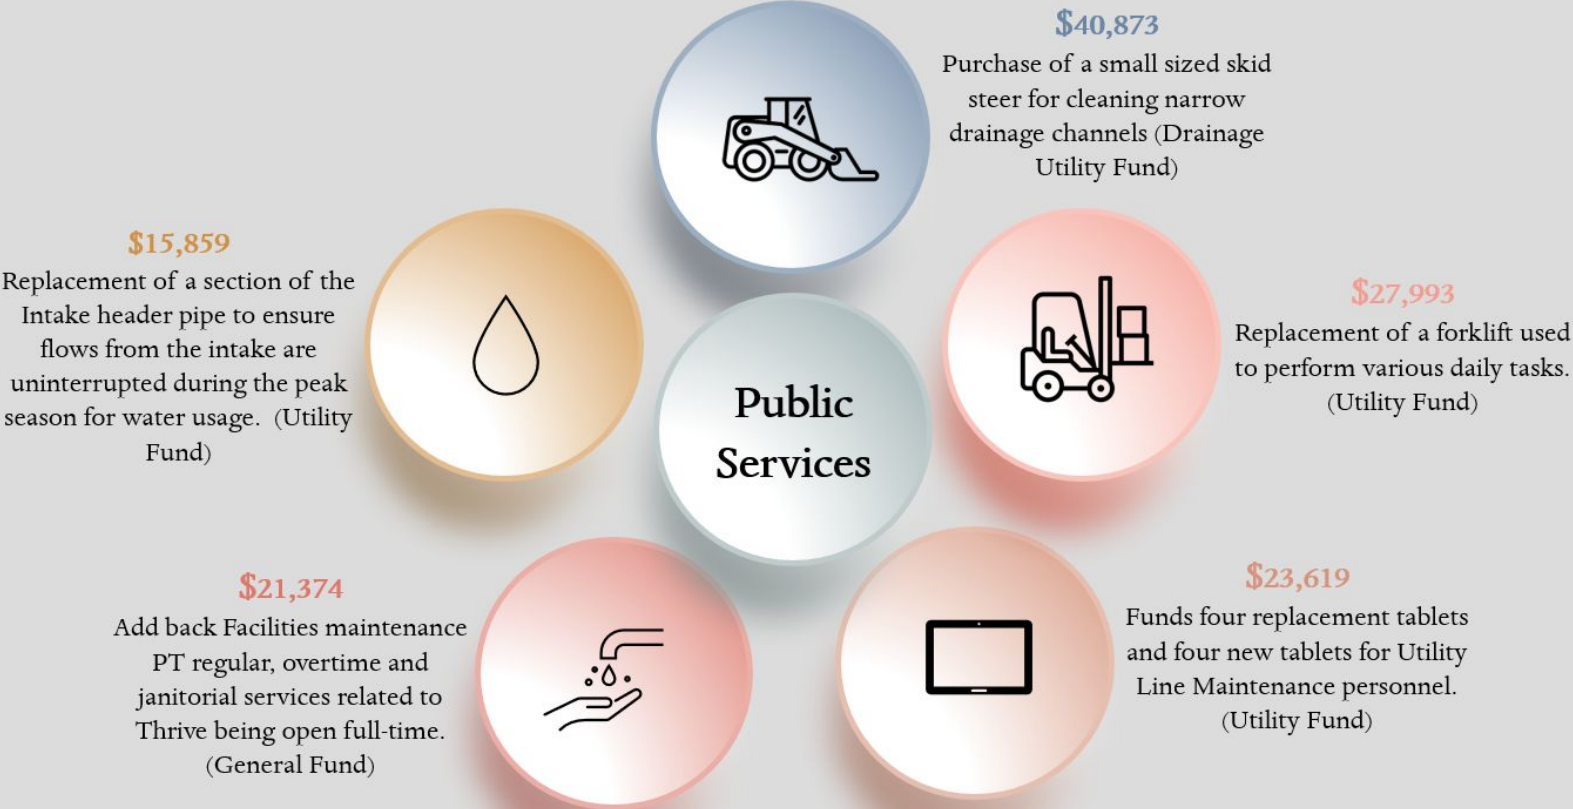 $40,873
Purchase of a small sized skid
steer for cleaning narrow
drainage channels (Drainage
Utility Fund)
$15,859
Replacement of a section of the
Intake header pipe to ensure
flows from the intake are
uninterrupted during the peak
season for water usage.  (Utility
Fund)
$27,993
Replacement of a forklift used
to perform various daily tasks.
(Utility Fund)
Public
Services
$21,374
Add back Facilities maintenance
PT regular, overtime and
janitorial services related to
Thrive being open full-time.
(General Fund)
$23,619
Funds four replacement tablets
and four new tablets for Utility
Line Maintenance personnel.
(Utility Fund)